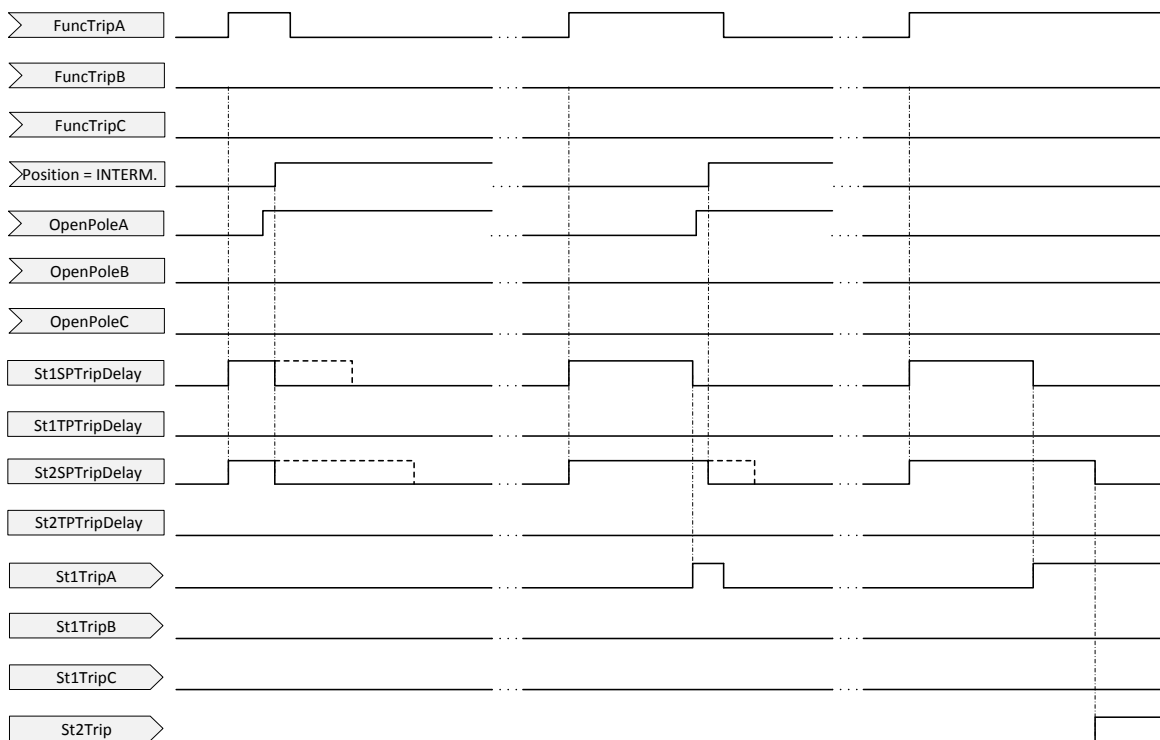 FuncTripA
FuncTripB
FuncTripC
Position = INTERM.
OpenPoleA
OpenPoleB
OpenPoleC
St1SPTripDelay
St1TPTripDelay
St2SPTripDelay
St2TPTripDelay
St1TripA
St1TripB
St1TripC
St2Trip